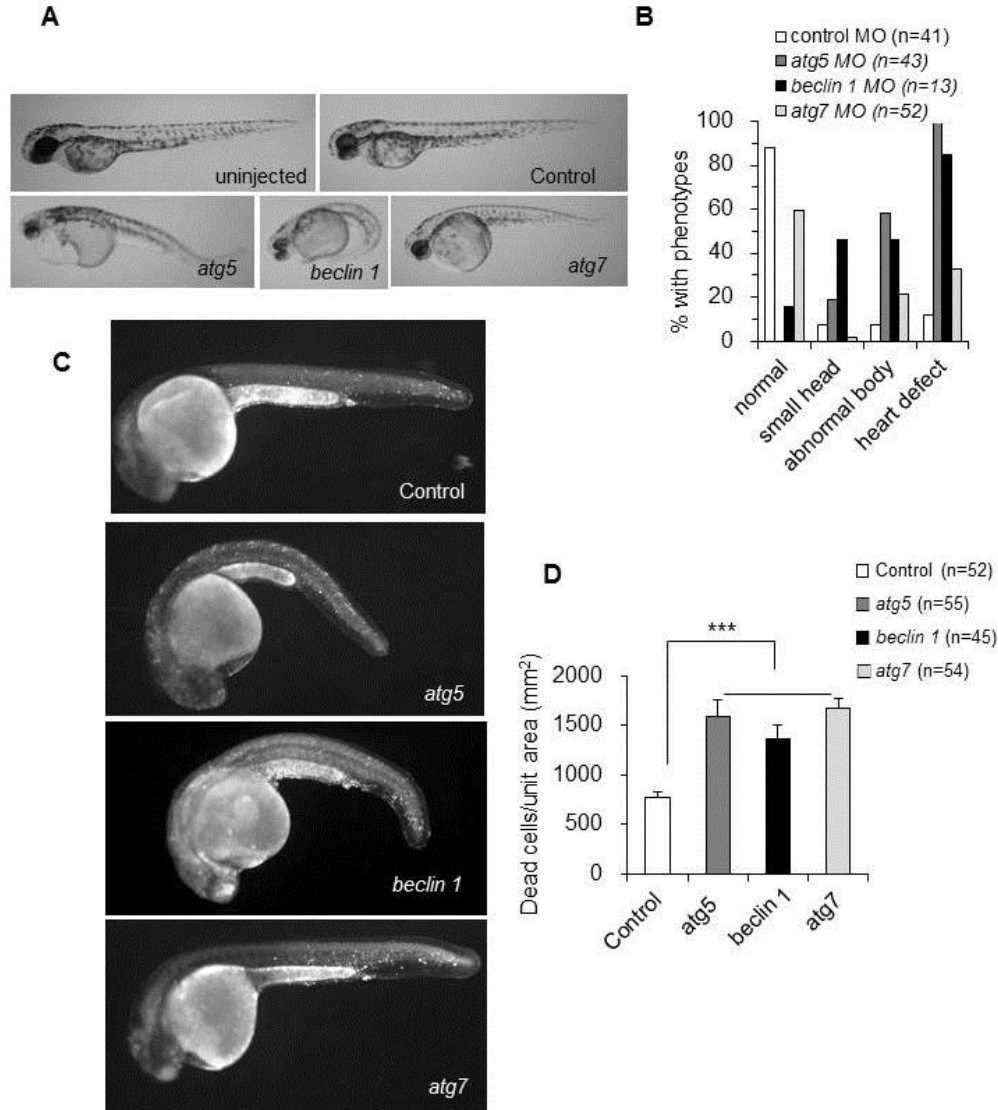 A
uninjected
Control
atg5
beclin 1
atg7
B
control MO (n=41)
atg5 MO (n=43)
beclin 1 MO (n=13)
atg7 MO (n=52)
100
80
60
40
20
0
% with phenotypes
normal
small head
abnormal body
heart defect
C
Control
atg5
beclin 1
atg7
D
Control (n=52)
atg5 (n=55)
beclin 1 (n=45)
atg7 (n=54)
***
2000
1500
1000
500
0
Dead cells/unit area (mm²)
Control
atg5
beclin 1
atg7